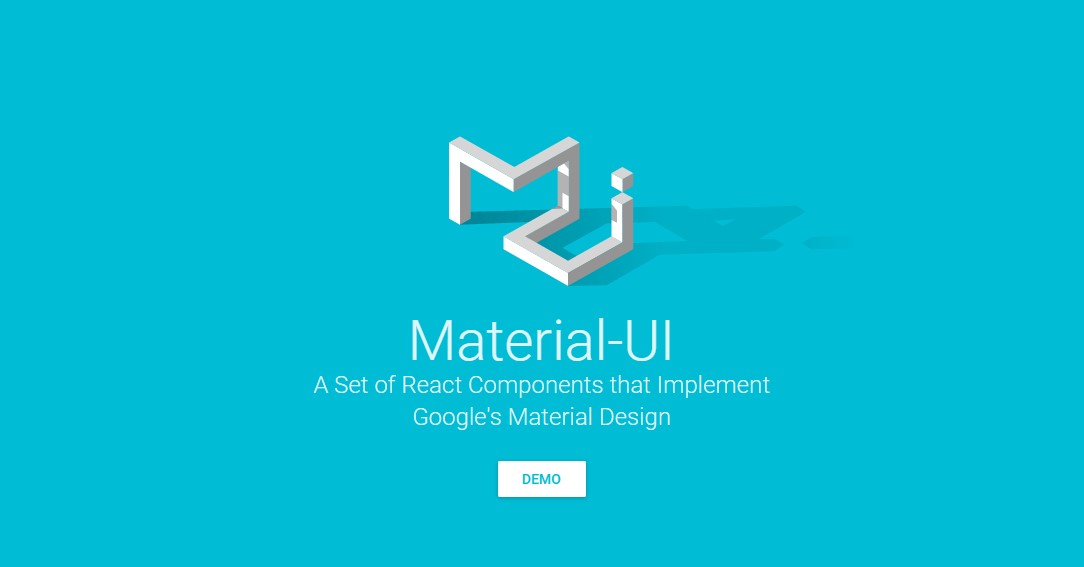 Material-UI
A Set of React Components that Implement
Google's Material Design
DEMO